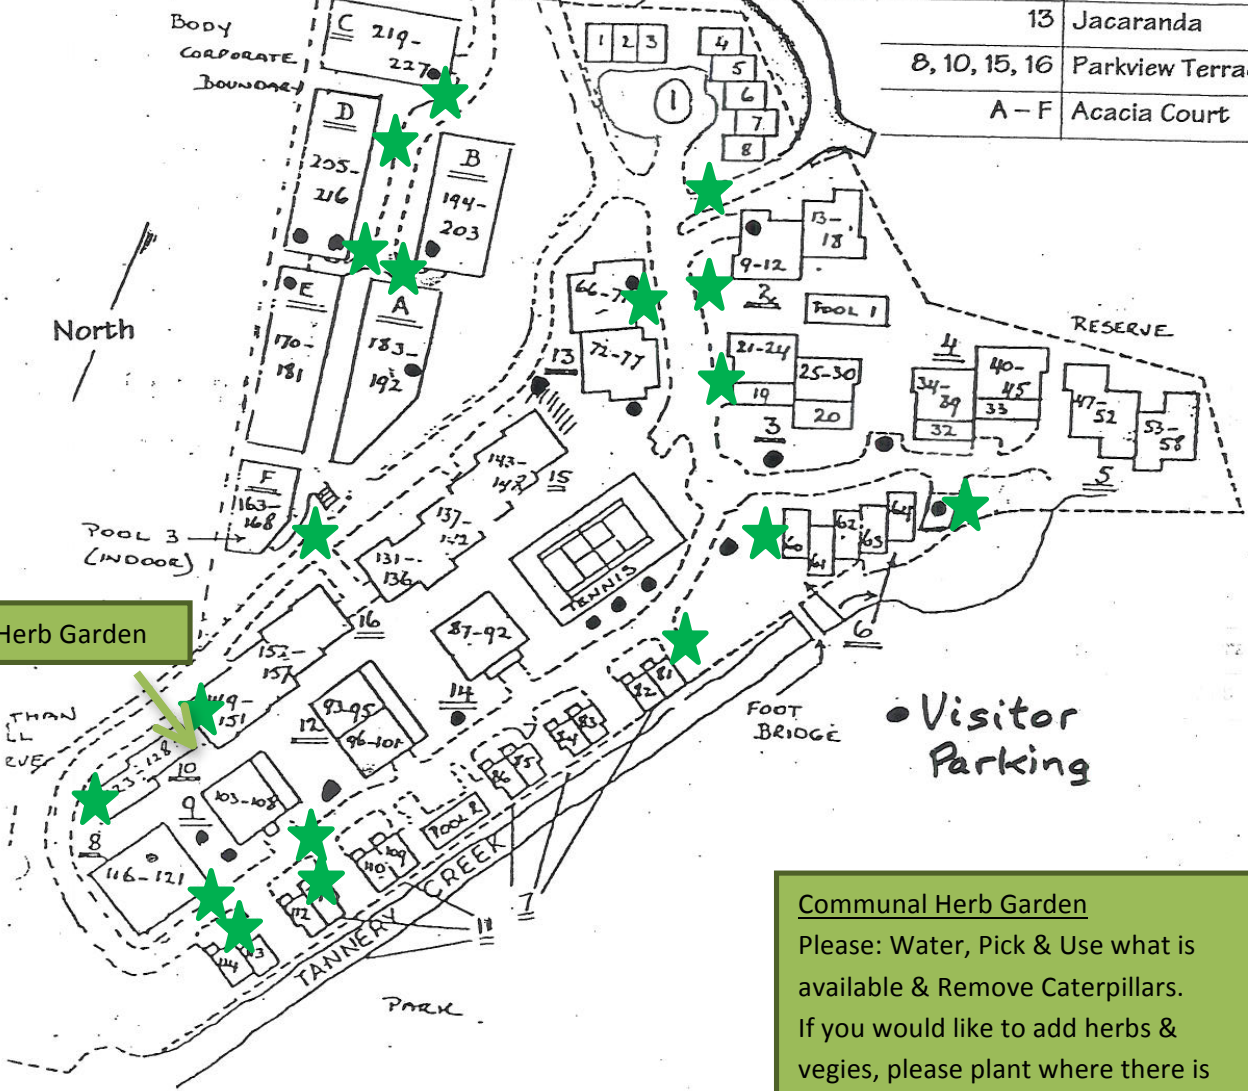 13 Jacaranda
8, 10, 15, 16 Parkview Terra
A – F Acacia Court
BODY
CORPORATE
BOUNDAR
C 219-
227
D
205-
216
B
194-
203
E
170-
181
A
183-
192
F
163-
168
POOL 3
(INDOOR)
North
1 2 3
4
5
6
7
8
1
13-
18
9-12
2
POOL 1
66-7
72-77
13
21-24
19
25-30
20
3
4
34-
39
32
40-
45
33
RESERVE
47-
52
53-
58
5
60
61
62
63
64
6
143-
15
137-
142
131-
136
16
TENNIS
87-92
14
152-
151
12
93-95
96-101
82 81
83
86 85
7
FOOT
BRIDGE
• Visitor
Parking
Herb Garden
THAN
LL
RVE
23-128
10
9
103-108
8
116-121
POOL 2
110 109
112
11
114
TANNERY CREEK
PARK
Communal Herb Garden
Please: Water, Pick & Use what is
available & Remove Caterpillars.
If you would like to add herbs &
vegies, please plant where there is